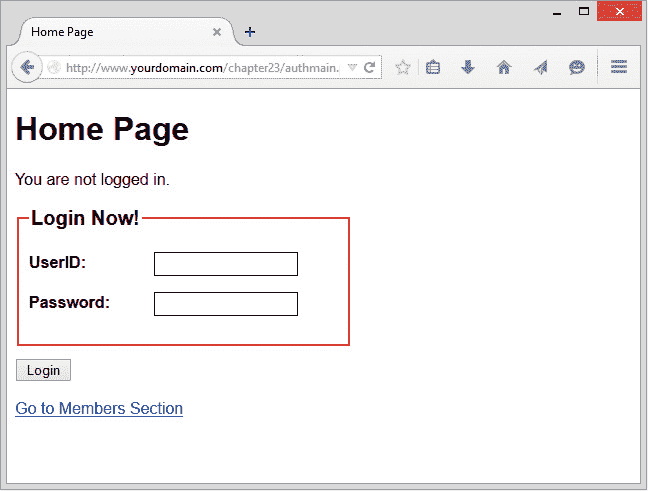 Home Page
http://www.yourdomain.com/chapter23/authmain.
Home Page
You are not logged in.
Login Now!
UserID:
Password:
Login
Go to Members Section